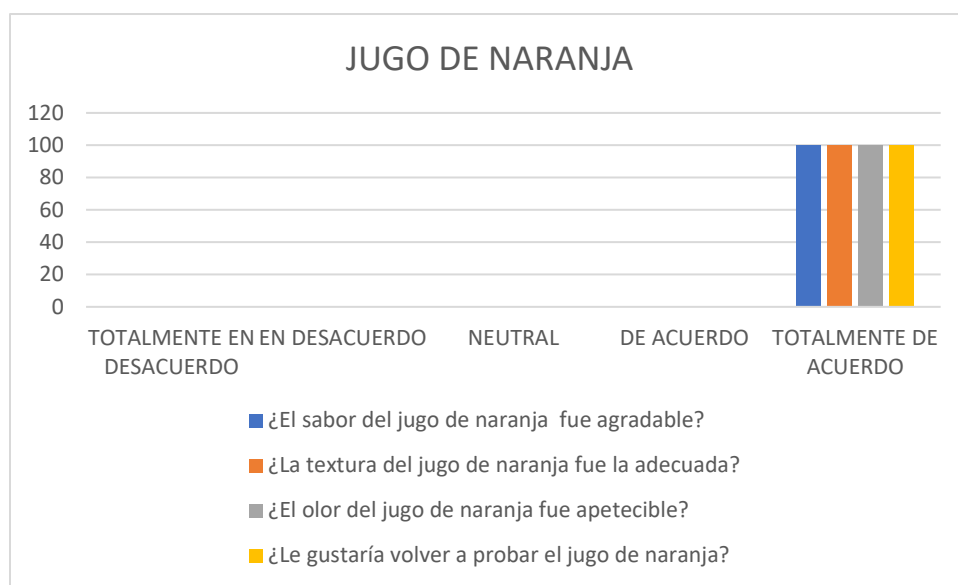 JUGO DE NARANJA
120
100
80
60
40
20
0
TOTALMENTE EN DESACUERDO
EN DESACUERDO
NEUTRAL
DE ACUERDO
TOTALMENTE DE ACUERDO
¿El sabor del jugo de naranja  fue agradable?
¿La textura del jugo de naranja fue la adecuada?
¿El olor del jugo de naranja fue apetecible?
¿Le gustaría volver a probar el jugo de naranja?